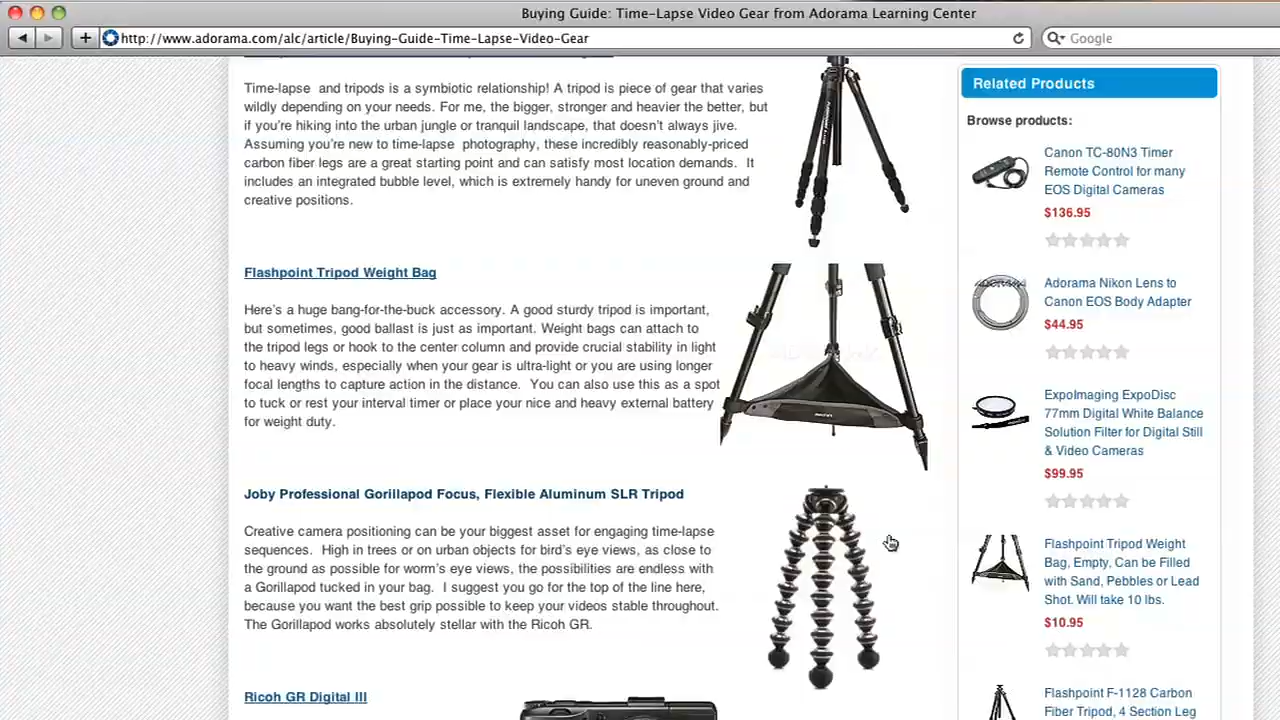 Buying Guide: Time-Lapse Video Gear from Adorama Learning Center
http://www.adorama.com/alc/article/Buying-Guide-Time-Lapse-Video-Gear
Google
Time-lapse and tripods is a symbiotic relationship! A tripod is piece of gear that varies
wildly depending on your needs. For me, the bigger, stronger and heavier the better, but
if you're hiking into the urban jungle or tranquil landscape, that doesn't always jive.
Assuming you're new to time-lapse photography, these incredibly reasonably-priced
carbon fiber legs are a great starting point and can satisfy most location demands. It
includes an integrated bubble level, which is extremely handy for uneven ground and
creative positions.
Flashpoint Tripod Weight Bag
Here's a huge bang-for-the-buck accessory. A good sturdy tripod is important,
but sometimes, good ballast is just as important. Weight bags can attach to
the tripod legs or hook to the center column and provide crucial stability in light
to heavy winds, especially when your gear is ultra-light or you are using longer
focal lengths to capture action in the distance. You can also use this as a spot
to tuck or rest your interval timer or place your nice and heavy external battery
for weight duty.
Joby Professional Gorillapod Focus, Flexible Aluminum SLR Tripod
Creative camera positioning can be your biggest asset for engaging time-lapse
sequences. High in trees or on urban objects for bird's eye views, as close to
the ground as possible for worm's eye views, the possibilities are endless with
a Gorillapod tucked in your bag. I suggest you go for the top of the line here,
because you want the best grip possible to keep your videos stable throughout.
The Gorillapod works absolutely stellar with the Ricoh GR.
Ricoh GR Digital III
Related Products
Browse products:
Canon TC-80N3 Timer
Remote Control for many
EOS Digital Cameras
$136.95
Adorama Nikon Lens to
Canon EOS Body Adapter
$44.95
ExpoImaging ExpoDisc
77mm Digital White Balance
Solution Filter for Digital Still
& Video Cameras
$99.95
Flashpoint Tripod Weight
Bag, Empty, Can be Filled
with Sand, Pebbles or Lead
Shot. Will take 10 lbs.
$10.95
Flashpoint F-1128 Carbon
Fiber Tripod, 4 Section Leg